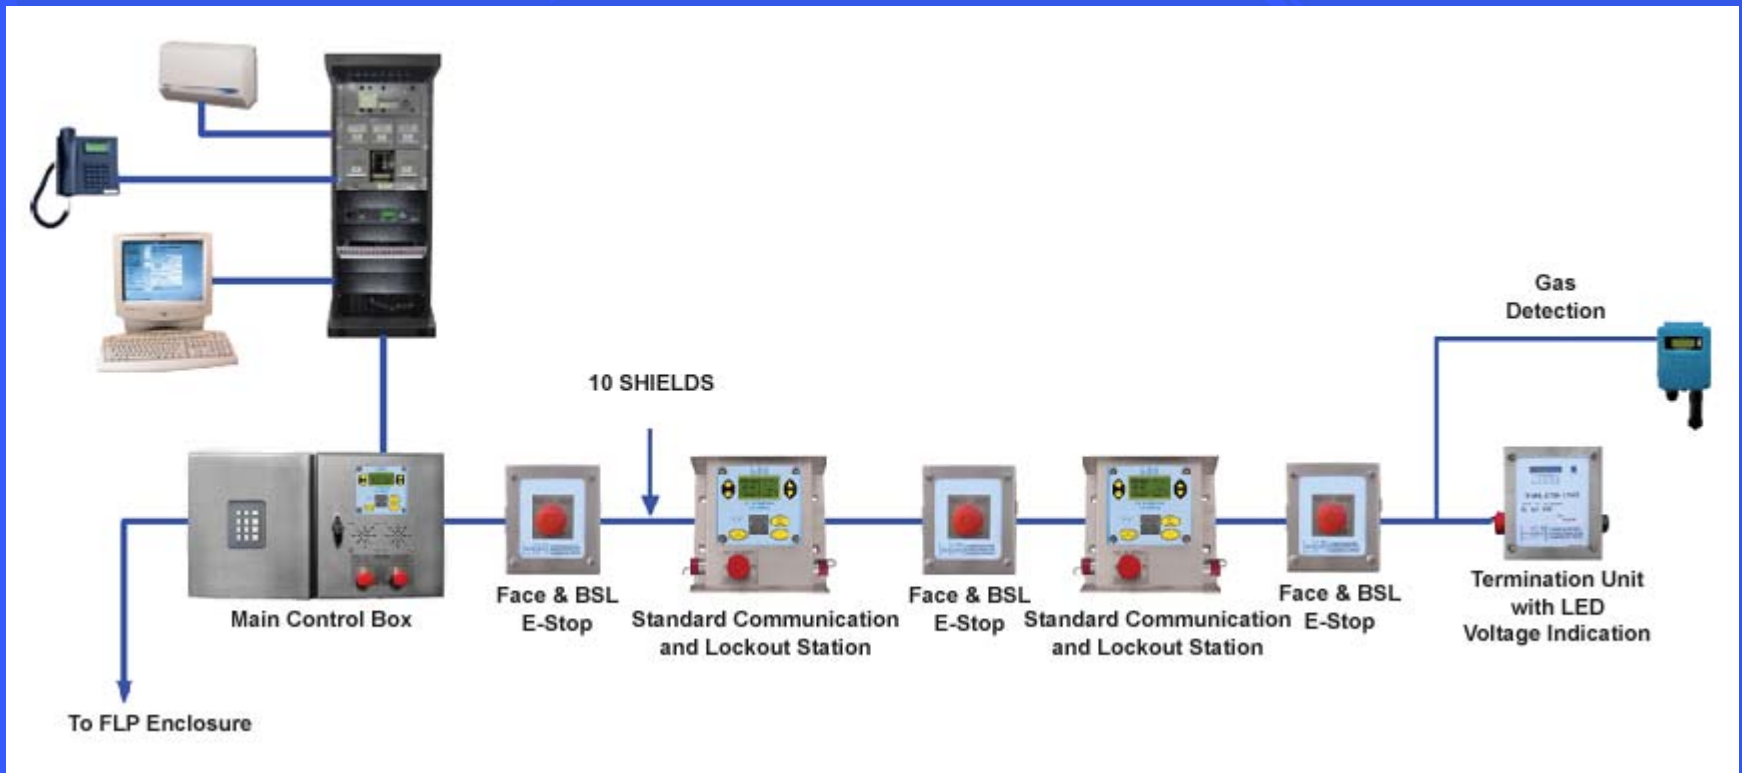 Gas
Detection
10 SHIELDS
Main Control Box
Face & BSL
E-Stop
Standard Communication
and Lockout Station
Face & BSL
E-Stop
Standard Communication
and Lockout Station
Face & BSL
E-Stop
Termination Unit
with LED
Voltage Indication
To FLP Enclosure